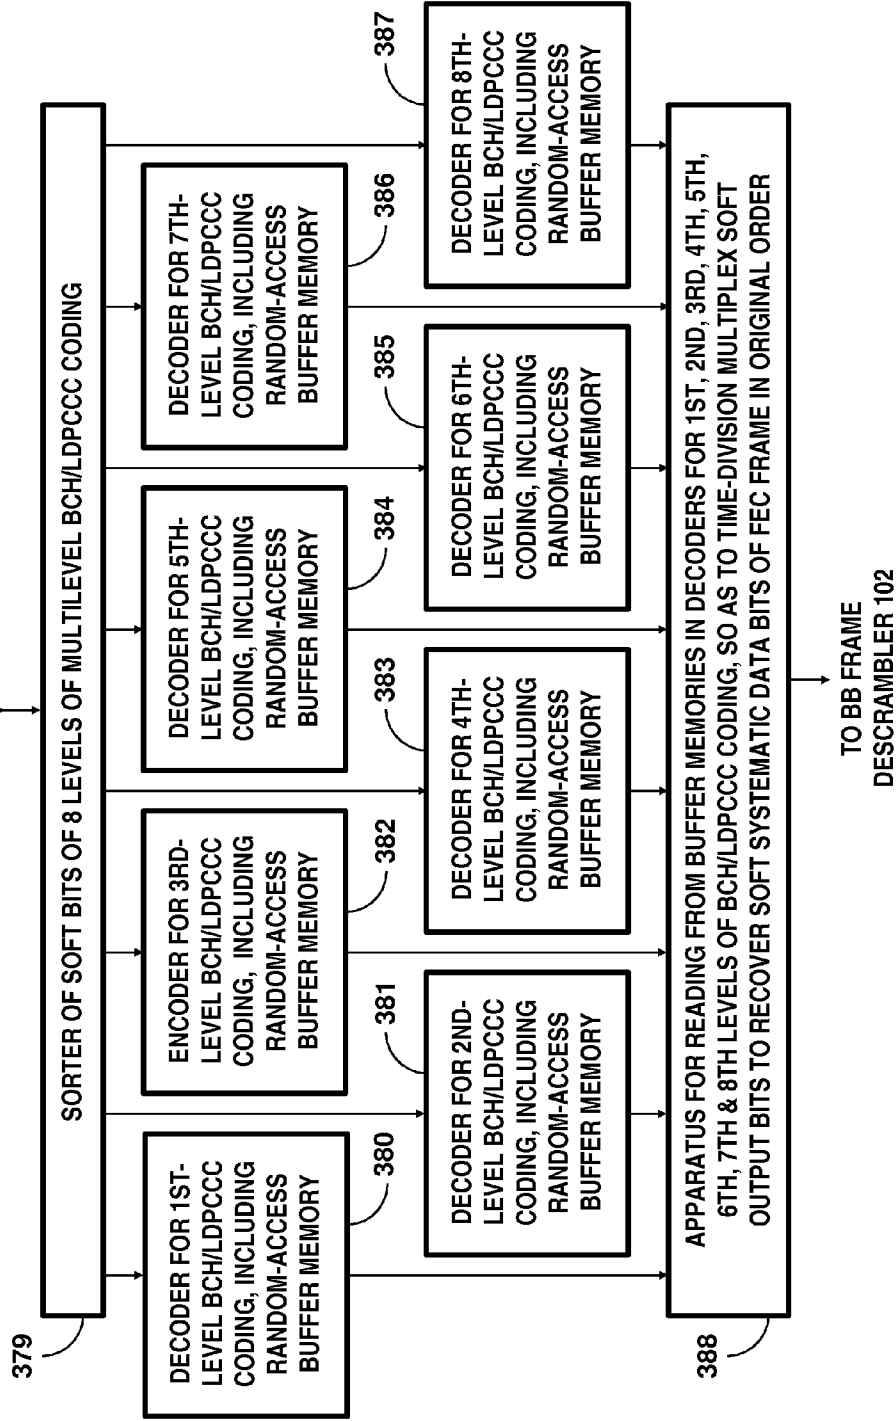 379
SORTER OF SOFT BITS OF 8 LEVELS OF MULTILEVEL BCH/LDPCCC CODING
DECODER FOR 1ST-
LEVEL BCH/LDPCCC
CODING, INCLUDING
RANDOM-ACCESS
BUFFER MEMORY
380
ENCODER FOR 3RD-
LEVEL BCH/LDPCCC
CODING, INCLUDING
RANDOM-ACCESS
BUFFER MEMORY
382
DECODER FOR 5TH-
LEVEL BCH/LDPCCC
CODING, INCLUDING
RANDOM-ACCESS
BUFFER MEMORY
384
DECODER FOR 7TH-
LEVEL BCH/LDPCCC
CODING, INCLUDING
RANDOM-ACCESS
BUFFER MEMORY
386
381
DECODER FOR 2ND-
LEVEL BCH/LDPCCC
CODING, INCLUDING
RANDOM-ACCESS
BUFFER MEMORY
383
DECODER FOR 4TH-
LEVEL BCH/LDPCCC
CODING, INCLUDING
RANDOM-ACCESS
BUFFER MEMORY
385
DECODER FOR 6TH-
LEVEL BCH/LDPCCC
CODING, INCLUDING
RANDOM-ACCESS
BUFFER MEMORY
387
DECODER FOR 8TH-
LEVEL BCH/LDPCCC
CODING, INCLUDING
RANDOM-ACCESS
BUFFER MEMORY
388
APPARATUS FOR READING FROM BUFFER MEMORIES IN DECODERS FOR 1ST, 2ND, 3RD, 4TH, 5TH,
6TH, 7TH & 8TH LEVELS OF BCH/LDPCCC CODING, SO AS TO TIME-DIVISION MULTIPLEX SOFT
OUTPUT BITS TO RECOVER SOFT SYSTEMATIC DATA BITS OF FEC FRAME IN ORIGINAL ORDER
TO BB FRAME
DESCRAMBLER 102